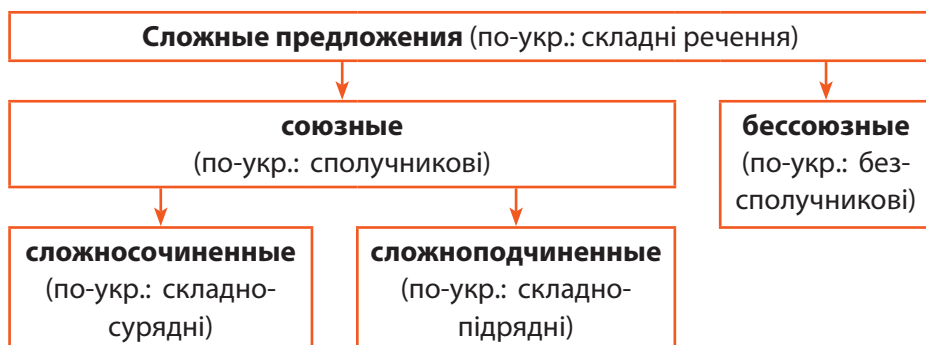 Сложные предложения (по-укр.: складні речення)
союзные
(по-укр.: сполучникові)
бессоюзные
(по-укр.: без-
сполучникові)
сложносочиненные
(по-укр.: складно-
сурядні)
сложноподчиненные
(по-укр.: складно-
підрядні)